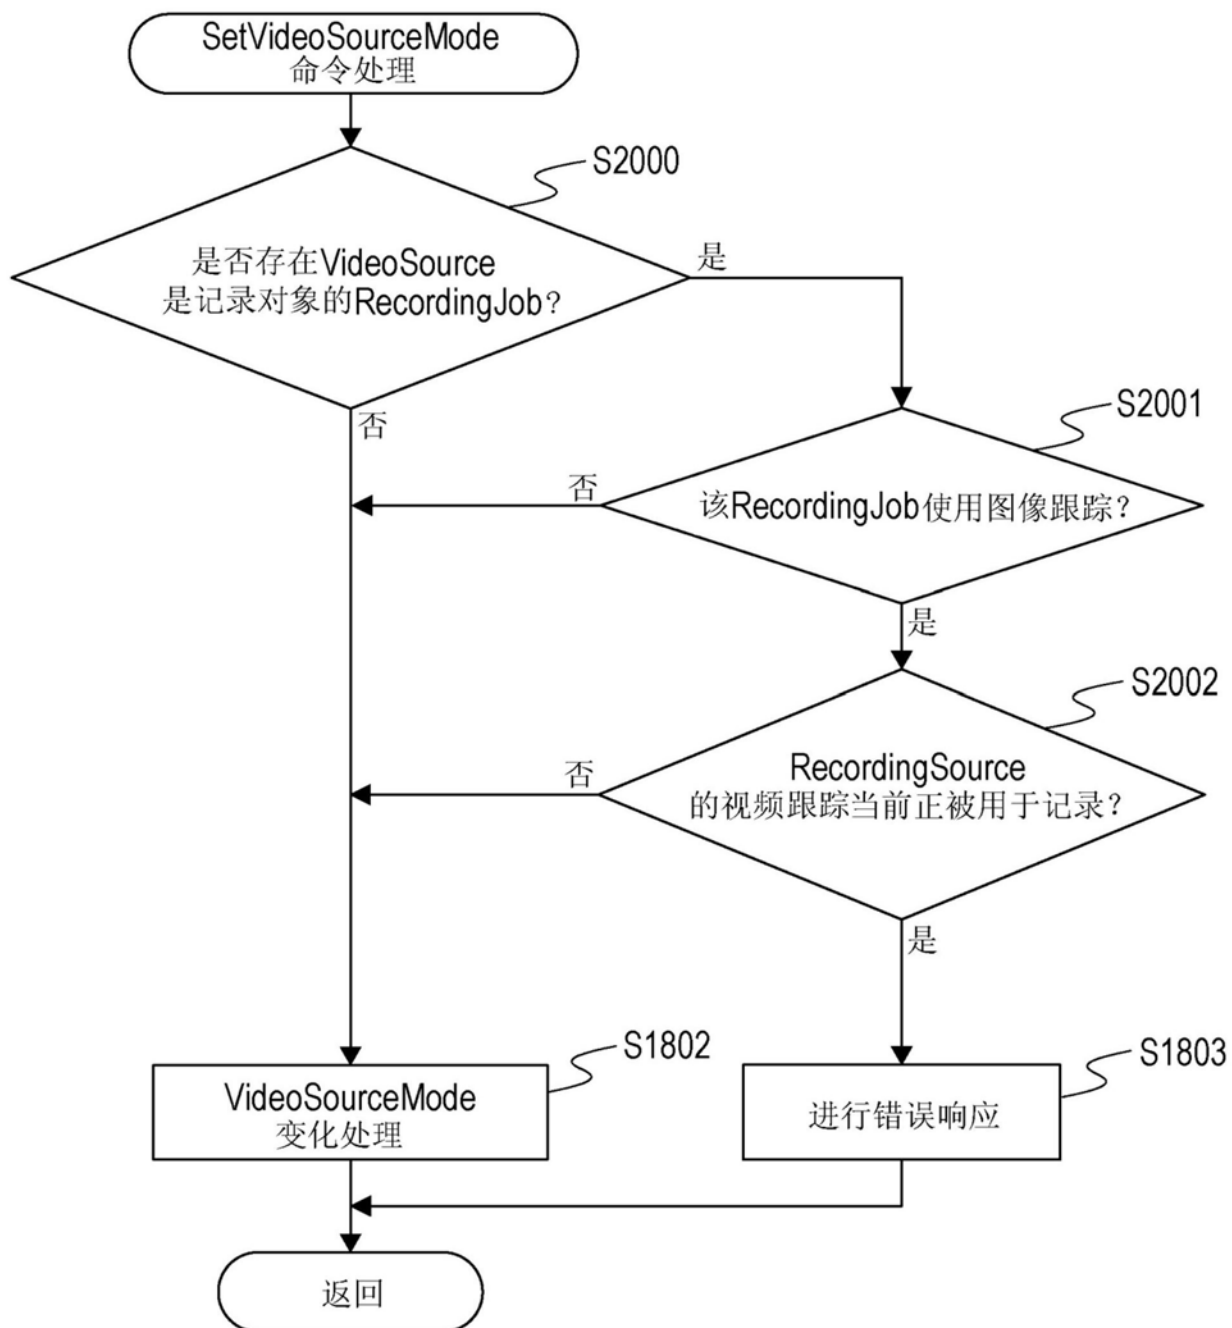 SetVideoSourceMode
命令处理
S2000
是否存在VideoSource
是记录对象的RecordingJob?
是
否
S2001
该RecordingJob使用图像跟踪?
否
是
S2002
RecordingSource
的视频跟踪当前正被用于记录?
否
是
S1802
VideoSourceMode
变化处理
S1803
进行错误响应
返回